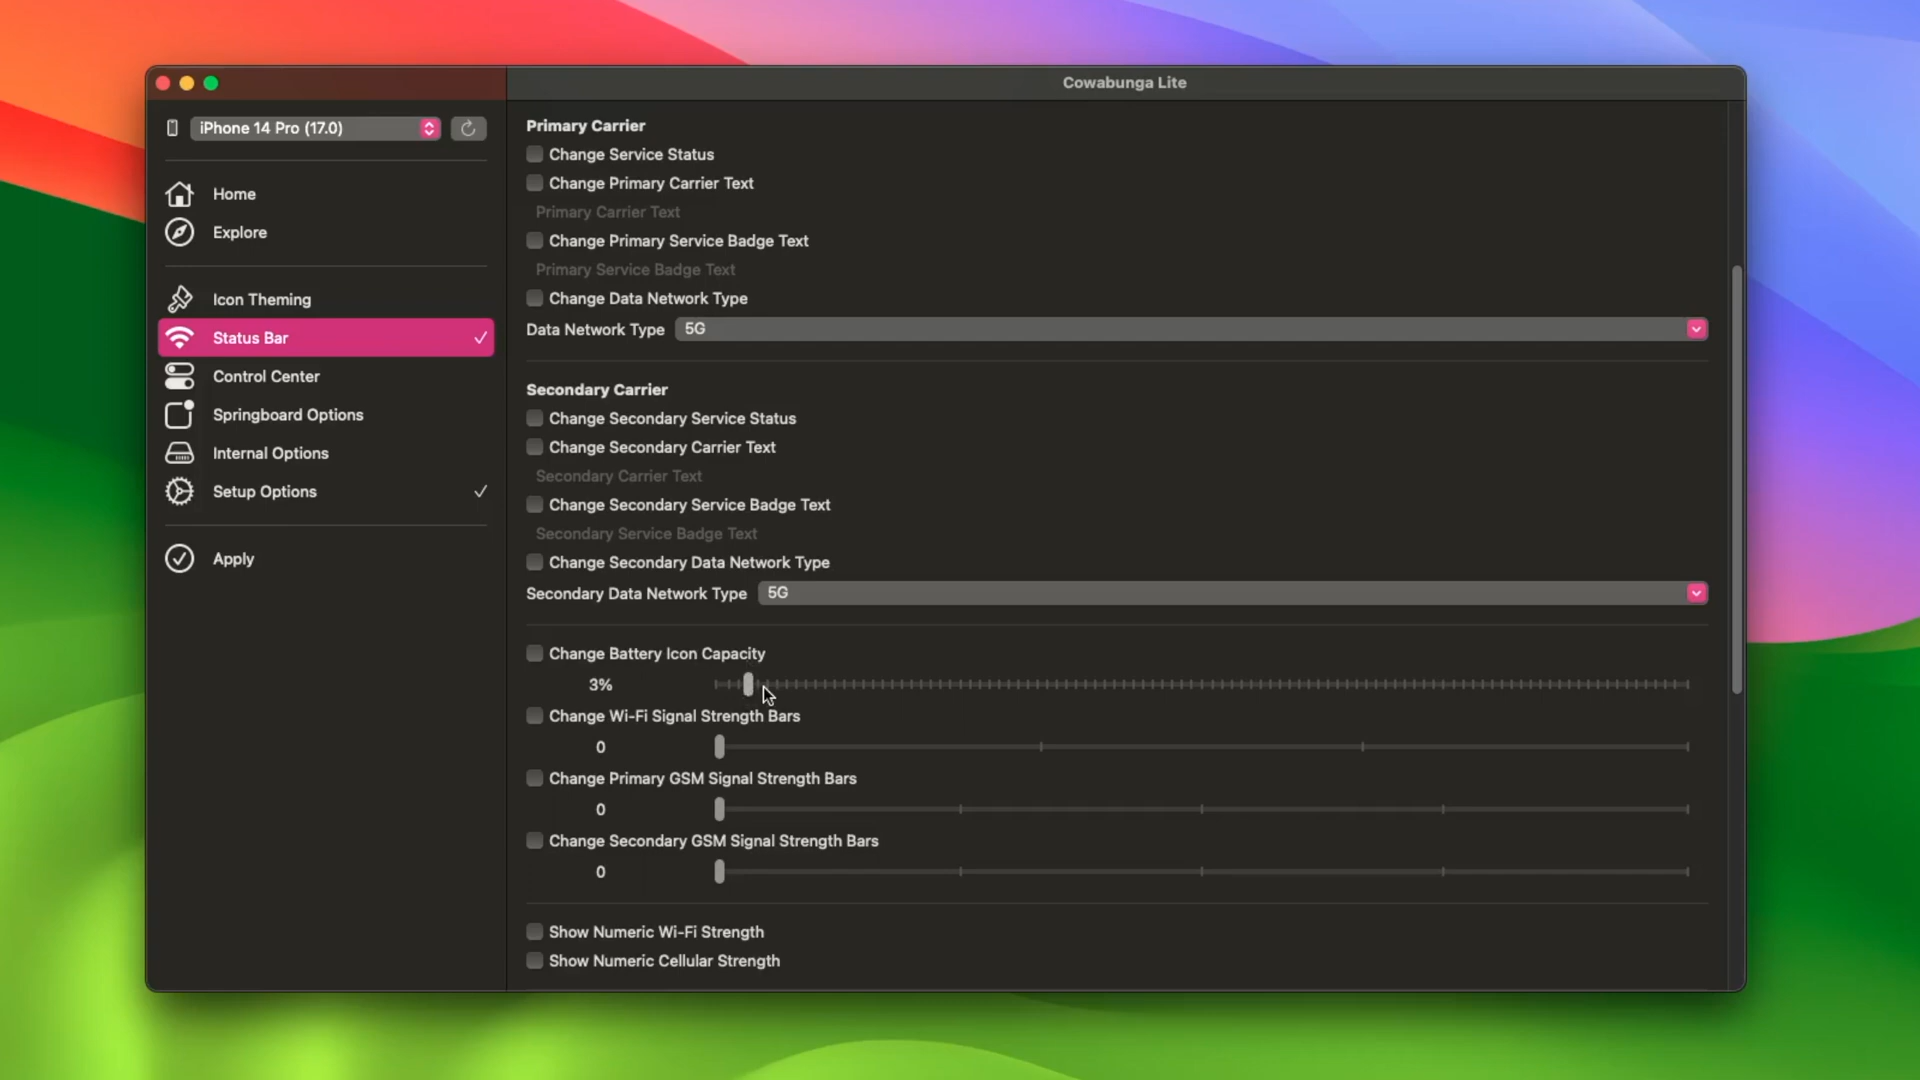 Cowabunga Lite
iPhone 14 Pro (17.0)
Home
Explore
Icon Theming
Status Bar
Control Center
Springboard Options
Internal Options
Setup Options
Apply
Primary Carrier
Change Service Status
Change Primary Carrier Text
Primary Carrier Text
Change Primary Service Badge Text
Primary Service Badge Text
Change Data Network Type
Data Network Type 5G
Secondary Carrier
Change Secondary Service Status
Change Secondary Carrier Text
Secondary Carrier Text
Change Secondary Service Badge Text
Secondary Service Badge Text
Change Secondary Data Network Type
Secondary Data Network Type 5G
Change Battery Icon Capacity
3%
Change Wi-Fi Signal Strength Bars
0
Change Primary GSM Signal Strength Bars
0
Change Secondary GSM Signal Strength Bars
0
Show Numeric Wi-Fi Strength
Show Numeric Cellular Strength